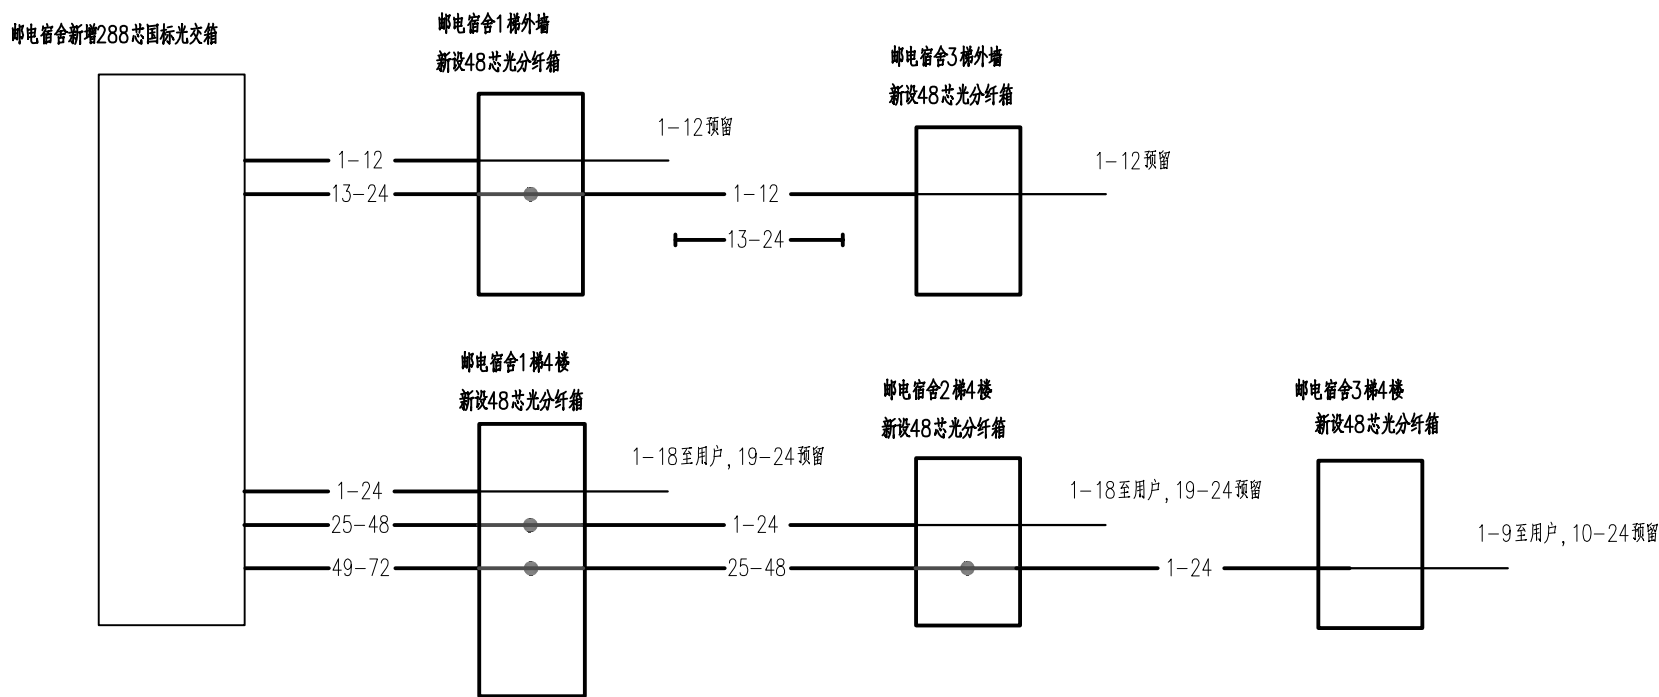 邮电宿舍新增288芯国标光交箱
邮电宿舍1梯外墙
新设48芯光分纤箱
邮电宿舍3梯外墙
新设48芯光分纤箱
1-12预留
1-12
1-12预留
13-24
1-12
13-24
邮电宿舍1梯4楼
新设48芯光分纤箱
邮电宿舍2梯4楼
新设48芯光分纤箱
邮电宿舍3梯4楼
新设48芯光分纤箱
1-18至用户,19-24预留
1-24
1-18至用户,19-24预留
25-48
1-24
1-9至用户,10-24预留
49-72
25-48
1-24